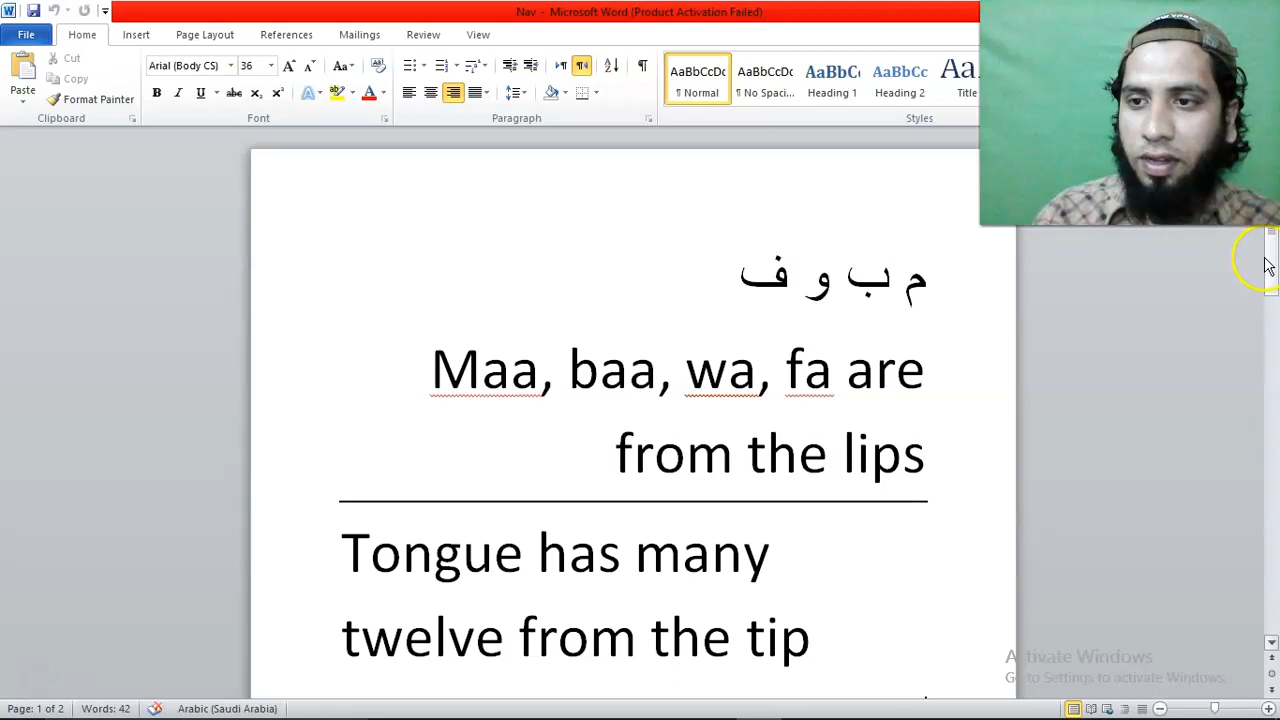 Nav - Microsoft Word (Product Activation Failed)
File Home Insert Page Layout References Mailings Review View
Cut
Copy
Paste
Format Painter
Clipboard
Arial (Body CS) 36
Font
Paragraph
AaBbCcDc AaBbCcDc AaBbCc AaBbCc
¶ Normal ¶ No Spaci... Heading 1 Heading 2 Title
Styles
م ب و ف
Maa, baa, wa, fa are
from the lips
Tongue has many
twelve from the tip
Activate Windows
Go to Settings to activate Windows.
Page: 1 of 2 Words: 42 Arabic (Saudi Arabia)